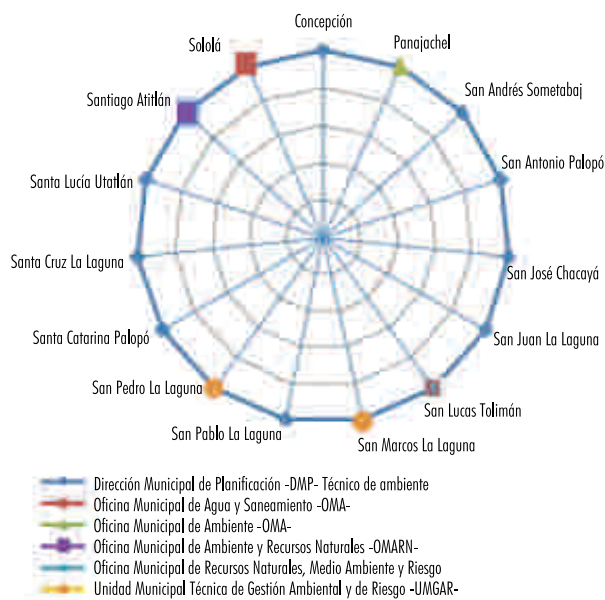 Concepción
Panajachel
San Andrés Sometabaj
San Antonio Palopó
San José Chacayá
San Juan La Laguna
San Lucas Tolimán
San Marcos La Laguna
San Pablo La Laguna
San Pedro La Laguna
Santa Catarina Palopó
Santa Cruz La Laguna
Santa Lucía Utatlán
Santiago Atitlán
Sololá
Dirección Municipal de Planificación -DMP- Técnico de ambiente
Oficina Municipal de Agua y Saneamiento -OMA-
Oficina Municipal de Ambiente -OMA-
Oficina Municipal de Ambiente y Recursos Naturales -OMARN-
Oficina Municipal de Recursos Naturales, Medio Ambiente y Riesgo
Unidad Municipal Técnica de Gestión Ambiental y de Riesgo -UMGAR-